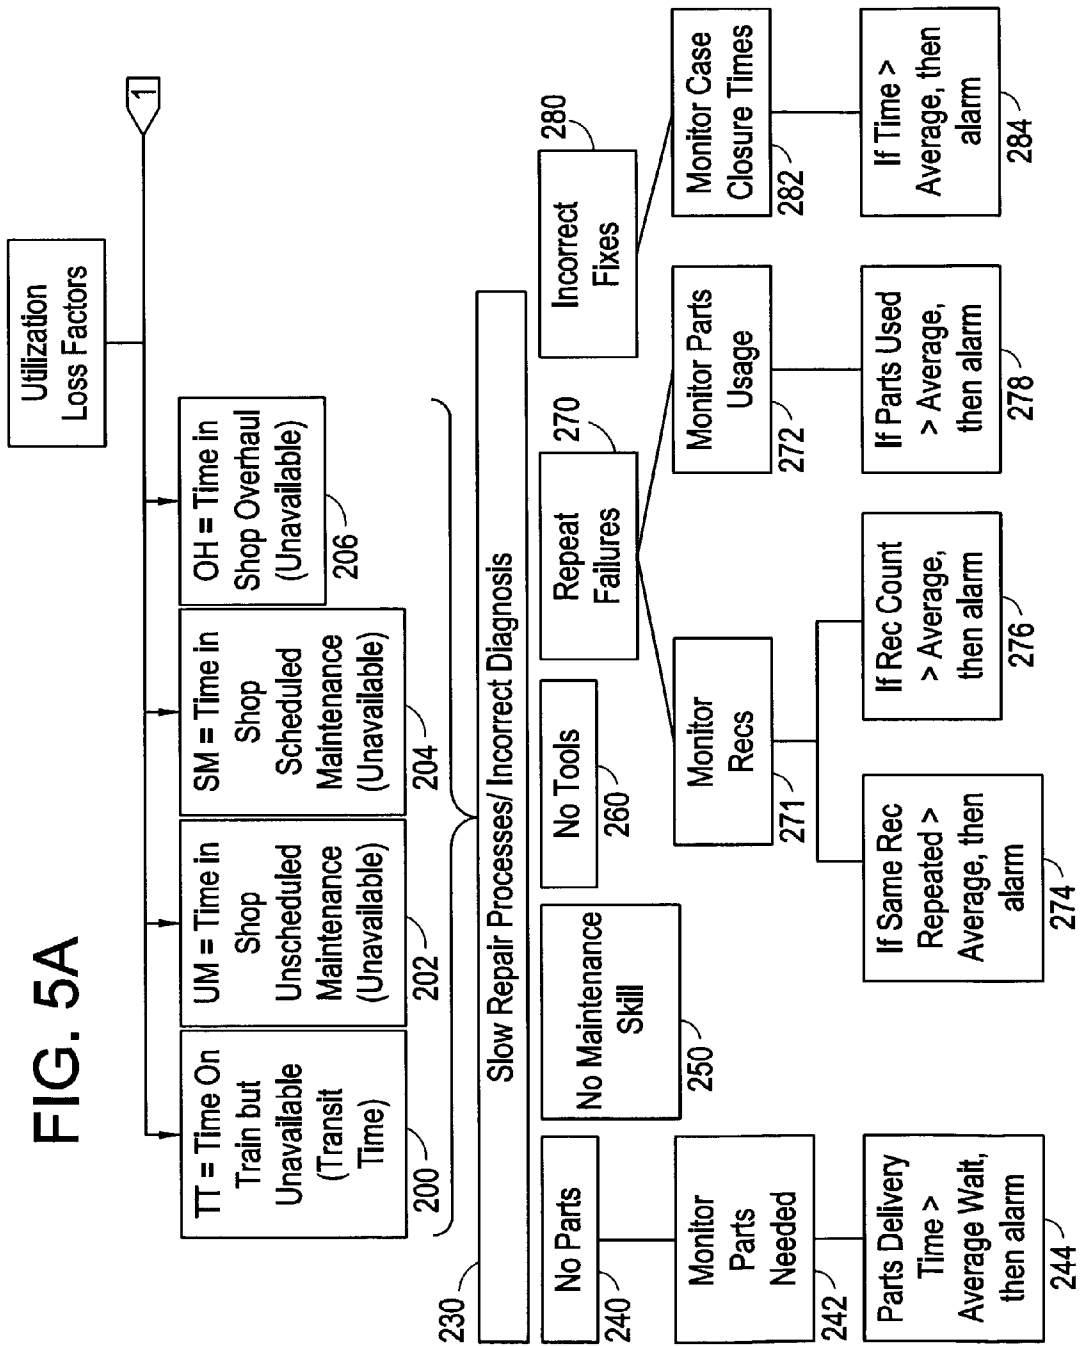 FIG. 5A
Utilization
Loss Factors
1
TT = Time On
Train but
Unavailable
(Transit
Time)
200
UM = Time in
Shop
Unscheduled
Maintenance
(Unavailable)
202
SM = Time in
Shop
Scheduled
Maintenance
(Unavailable)
204
OH = Time in
Shop Overhaul
(Unavailable)
206
230
Slow Repair Processes/ Incorrect Diagnosis
No Parts
240
No Maintenance
Skill
250
No Tools
260
Repeat
Failures
270
Incorrect
Fixes
280
Monitor
Parts
Needed
242
Monitor
Recs
271
Monitor Parts
Usage
272
Monitor Case
Closure Times
282
Parts Delivery
Time >
Average Wait,
then alarm
244
If Same Rec
Repeated >
Average, then
alarm
274
If Rec Count
> Average,
then alarm
276
If Parts Used
> Average,
then alarm
278
If Time >
Average, then
alarm
284